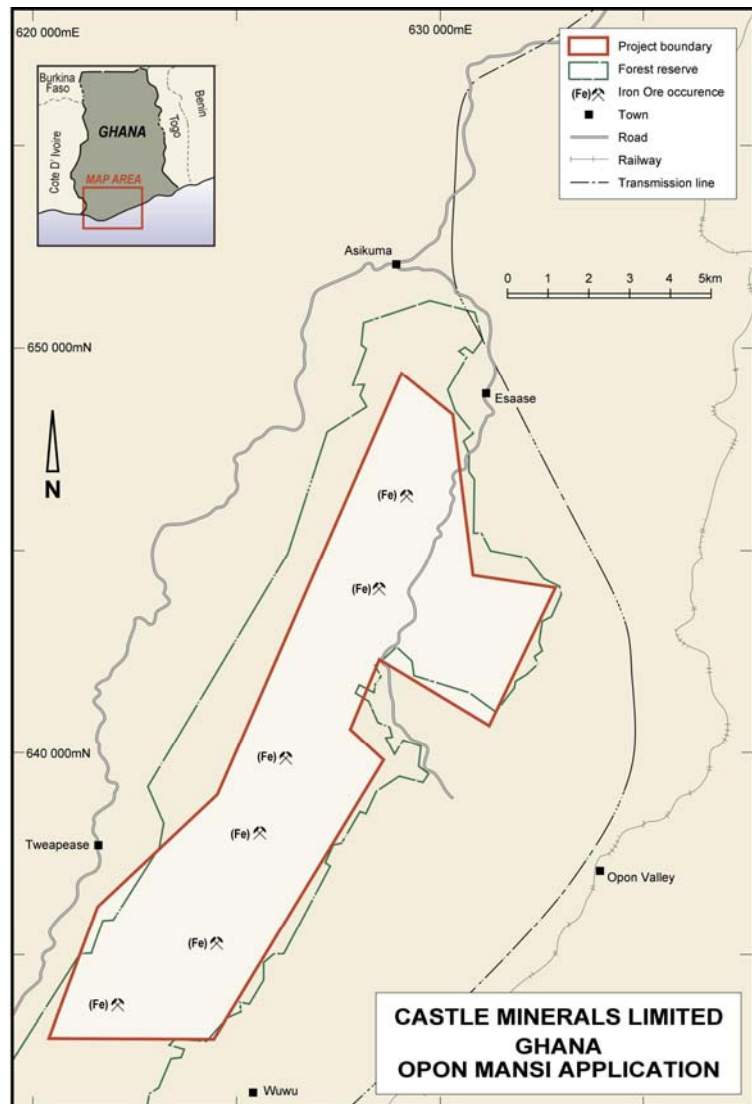 620 000mE
630 000mE
Burkina
Faso
Benin
GHANA
Togo
Cote D' Ivoire
MAP AREA
Project boundary
Forest reserve
(Fe) Iron Ore occurence
Town
Road
Railway
Transmission line
Asikuma
0 1 2 3 4 5km
650 000mN
Esaase
N
(Fe)
(Fe)
640 000mN
(Fe)
(Fe)
Tweapease
Opon Valley
(Fe)
(Fe)
CASTLE MINERALS LIMITED
GHANA
OPON MANSI APPLICATION
Wuwu